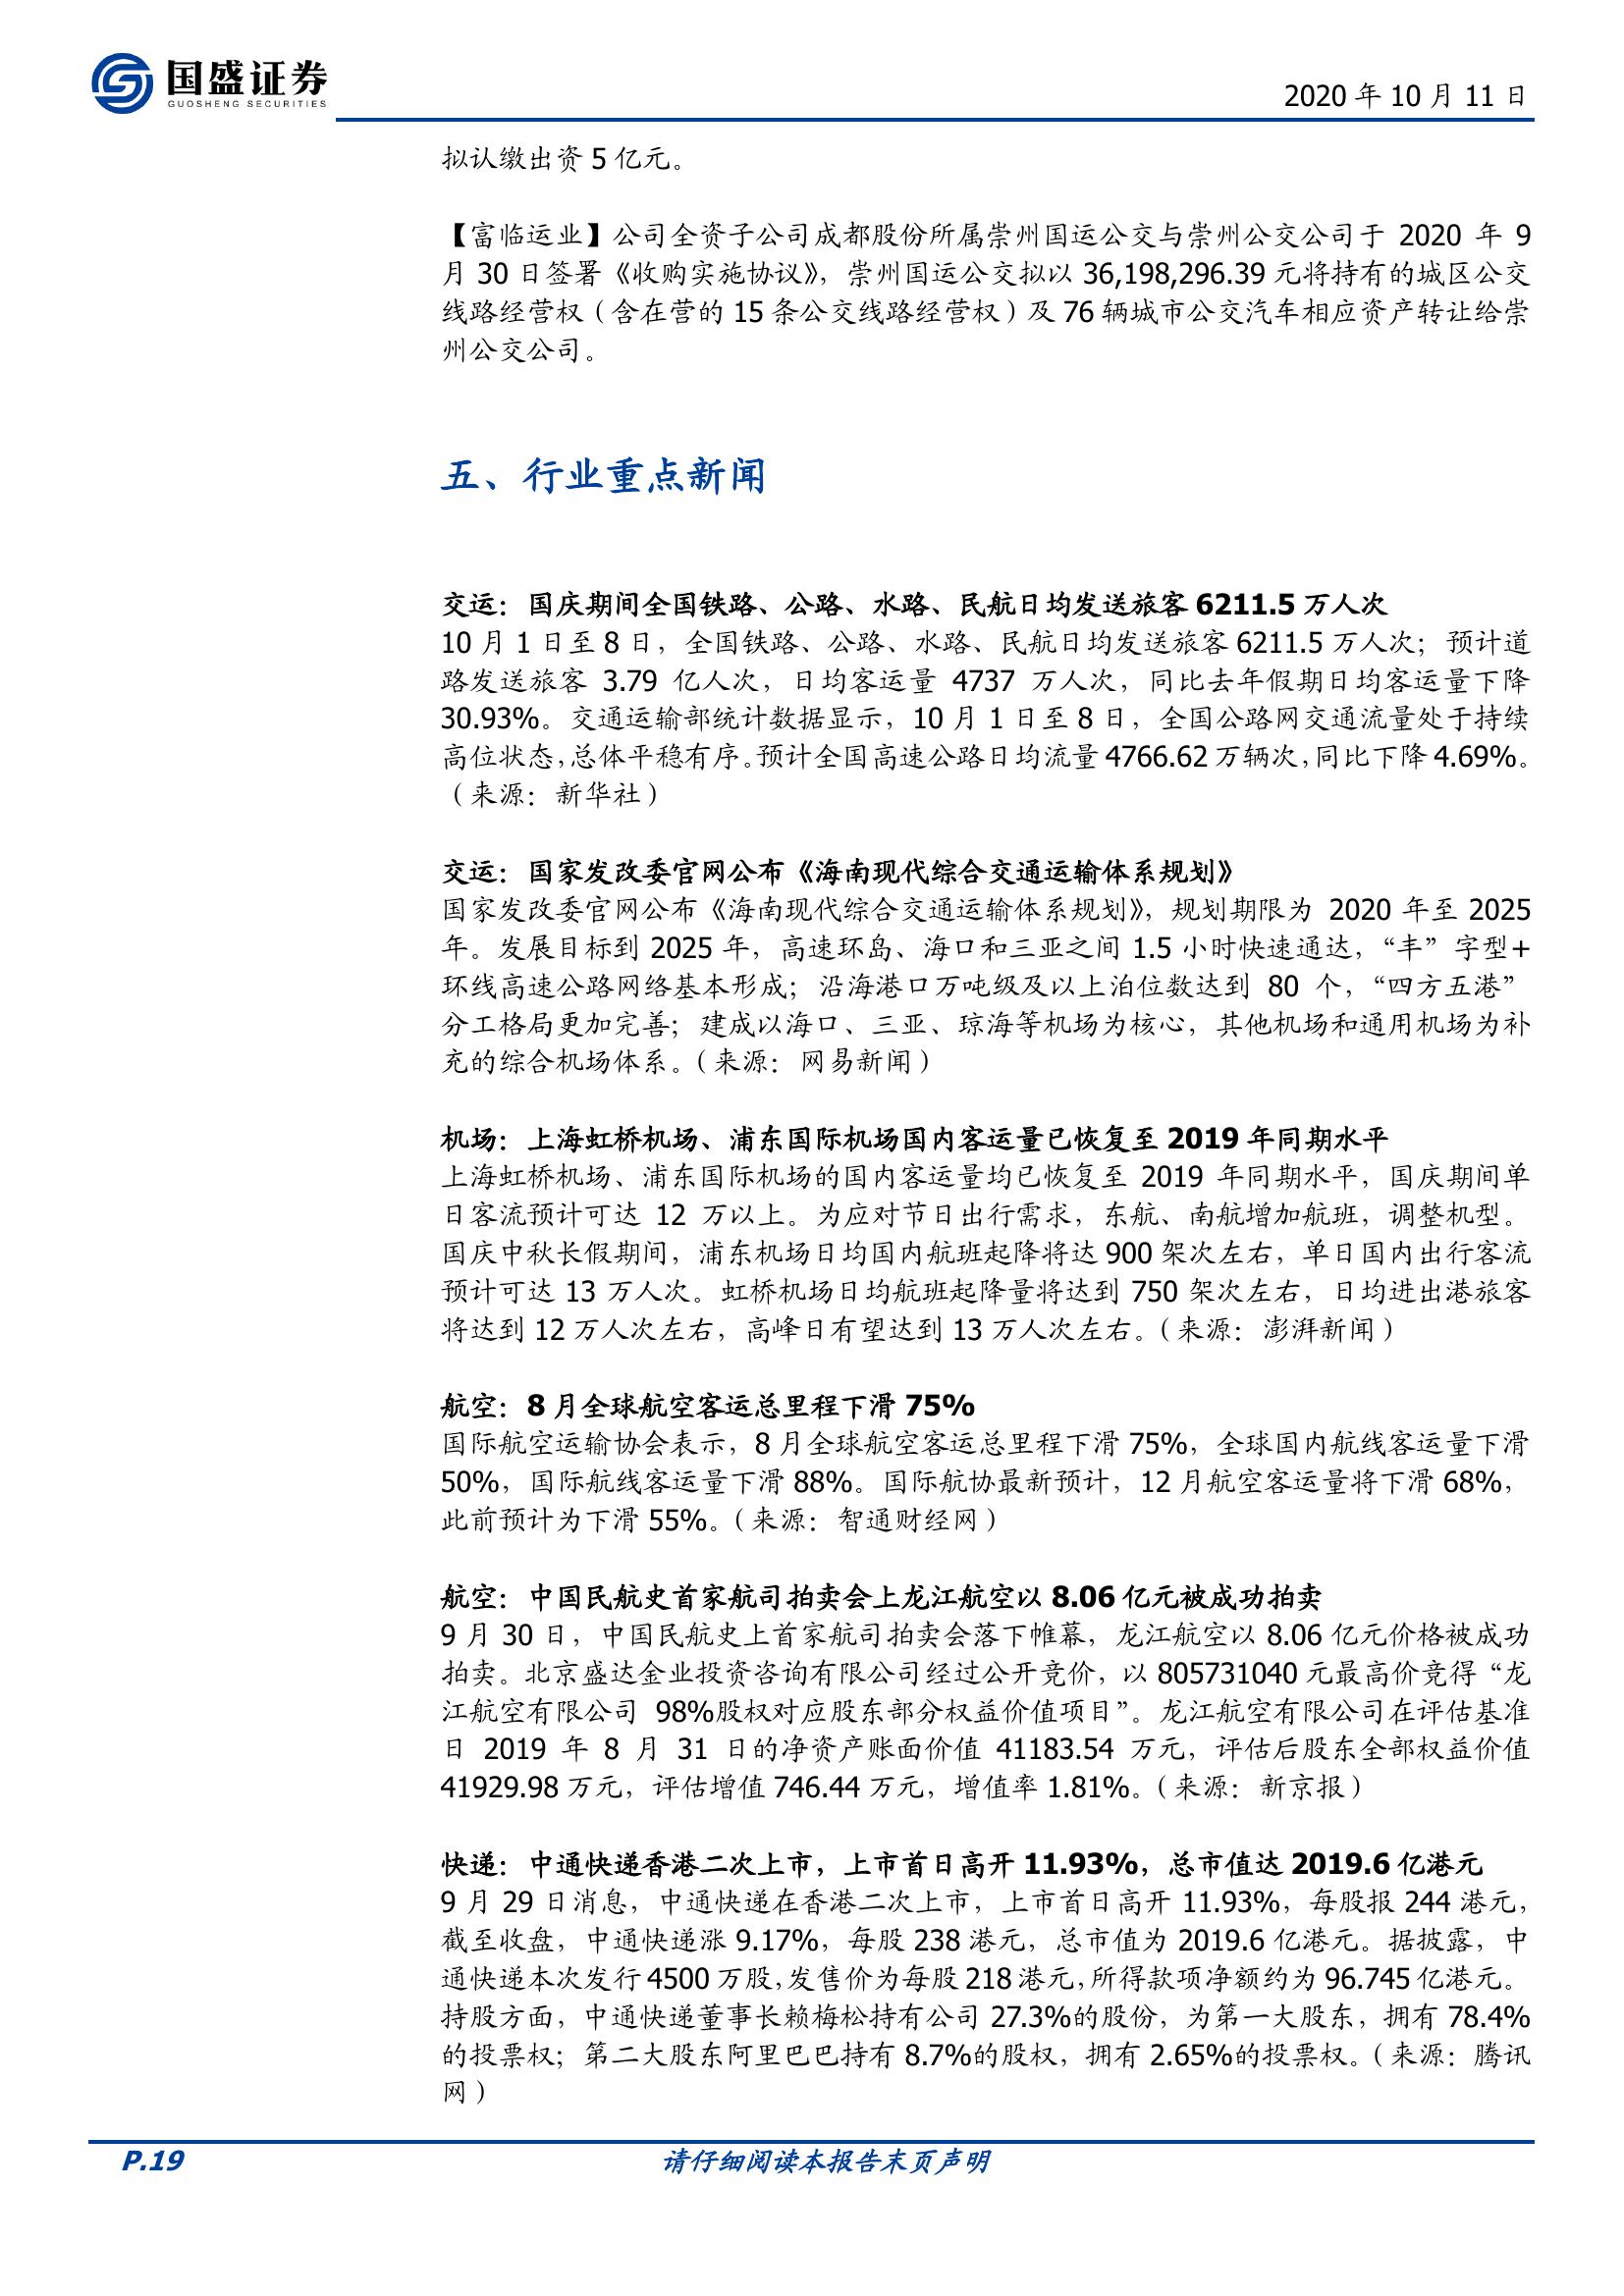 国盛证券
GUOSHENG SECURITIES
2020 年 10 月 11 日
拟认缴出资 5 亿元。
【富临运业】公司全资子公司成都股份所属崇州国运公交与崇州公交公司于 2020 年 9
月 30 日签署《收购实施协议》，崇州国运公交拟以 36,198,296.39 元将持有的城区公交
线路经营权（含在营的 15 条公交线路经营权）及 76 辆城市公交汽车相应资产转让给崇
州公交公司。
五、行业重点新闻
交运：国庆期间全国铁路、公路、水路、民航日均发送旅客 6211.5 万人次
10 月 1 日至 8 日，全国铁路、公路、水路、民航日均发送旅客 6211.5 万人次；预计道
路发送旅客 3.79 亿人次，日均客运量 4737 万人次，同比去年假期日均客运量下降
30.93%。交通运输部统计数据显示，10 月 1 日至 8 日，全国公路网交通流量处于持续
高位状态，总体平稳有序。预计全国高速公路日均流量 4766.62 万辆次，同比下降 4.69%。
（来源：新华社）
交运：国家发改委官网公布《海南现代综合交通运输体系规划》
国家发改委官网公布《海南现代综合交通运输体系规划》，规划期限为 2020 年至 2025
年。发展目标到 2025 年，高速环岛、海口和三亚之间 1.5 小时快速通达，“丰”字型+
环线高速公路网络基本形成；沿海港口万吨级及以上泊位数达到 80 个，“四方五港”
分工格局更加完善；建成以海口、三亚、琼海等机场为核心，其他机场和通用机场为补
充的综合机场体系。（来源：网易新闻）
机场：上海虹桥机场、浦东国际机场国内客运量已恢复至 2019 年同期水平
上海虹桥机场、浦东国际机场的国内客运量均已恢复至 2019 年同期水平，国庆期间单
日客流预计可达 12 万以上。为应对节日出行需求，东航、南航增加航班，调整机型。
国庆中秋长假期间，浦东机场日均国内航班起降将达 900 架次左右，单日国内出行客流
预计可达 13 万人次。虹桥机场日均航班起降量将达到 750 架次左右，日均进出港旅客
将达到 12 万人次左右，高峰日有望达到 13 万人次左右。（来源：澎湃新闻）
航空：8 月全球航空客运总里程下滑 75%
国际航空运输协会表示，8 月全球航空客运总里程下滑 75%，全球国内航线客运量下滑
50%，国际航线客运量下滑 88%。国际航协最新预计，12 月航空客运量将下滑 68%，
此前预计为下滑 55%。（来源：智通财经网）
航空：中国民航史首家航司拍卖会上龙江航空以 8.06 亿元被成功拍卖
9 月 30 日，中国民航史上首家航司拍卖会落下帷幕，龙江航空以 8.06 亿元价格被成功
拍卖。北京盛达金业投资咨询有限公司经过公开竞价，以 805731040 元最高价竞得“龙
江航空有限公司 98%股权对应股东部分权益价值项目”。龙江航空有限公司在评估基准
日 2019 年 8 月 31 日的净资产账面价值 41183.54 万元，评估后股东全部权益价值
41929.98 万元，评估增值 746.44 万元，增值率 1.81%。（来源：新京报）
快递：中通快递香港二次上市，上市首日高开 11.93%，总市值达 2019.6 亿港元
9 月 29 日消息，中通快递在香港二次上市，上市首日高开 11.93%，每股报 244 港元，
截至收盘，中通快递涨 9.17%，每股 238 港元，总市值为 2019.6 亿港元。据披露，中
通快递本次发行 4500 万股，发售价为每股 218 港元，所得款项净额约为 96.745 亿港元。
持股方面，中通快递董事长赖梅松持有公司 27.3%的股份，为第一大股东，拥有 78.4%
的投票权；第二大股东阿里巴巴持有 8.7%的股权，拥有 2.65%的投票权。（来源：腾讯
网）
P.19
请仔细阅读本报告末页声明